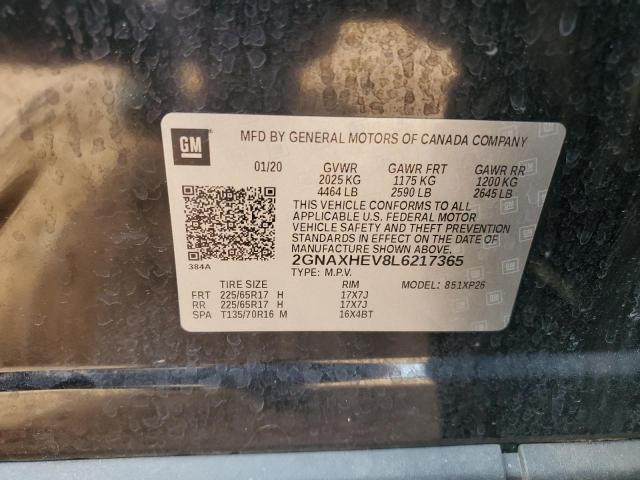 GM
MFD BY GENERAL MOTORS OF CANADA COMPANY
01/20 GVWR GAWR FRT GAWR RR
2025 KG 1175 KG 1200 KG
4464 LB 2590 LB 2645 LB
THIS VEHICLE CONFORMS TO ALL
APPLICABLE U.S. FEDERAL MOTOR
VEHICLE SAFETY AND THEFT PREVENTION
STANDARDS IN EFFECT ON THE DATE OF
MANUFACTURE SHOWN ABOVE.
384A 2GNAXHEV8L6217365
TYPE: M.P.V. MODEL: 851XP26
TIRE SIZE RIM
FRT 225/65R17 H 17X7J
RR 225/65R17 H 17X7J
SPA T135/70R16 M 16X4BT